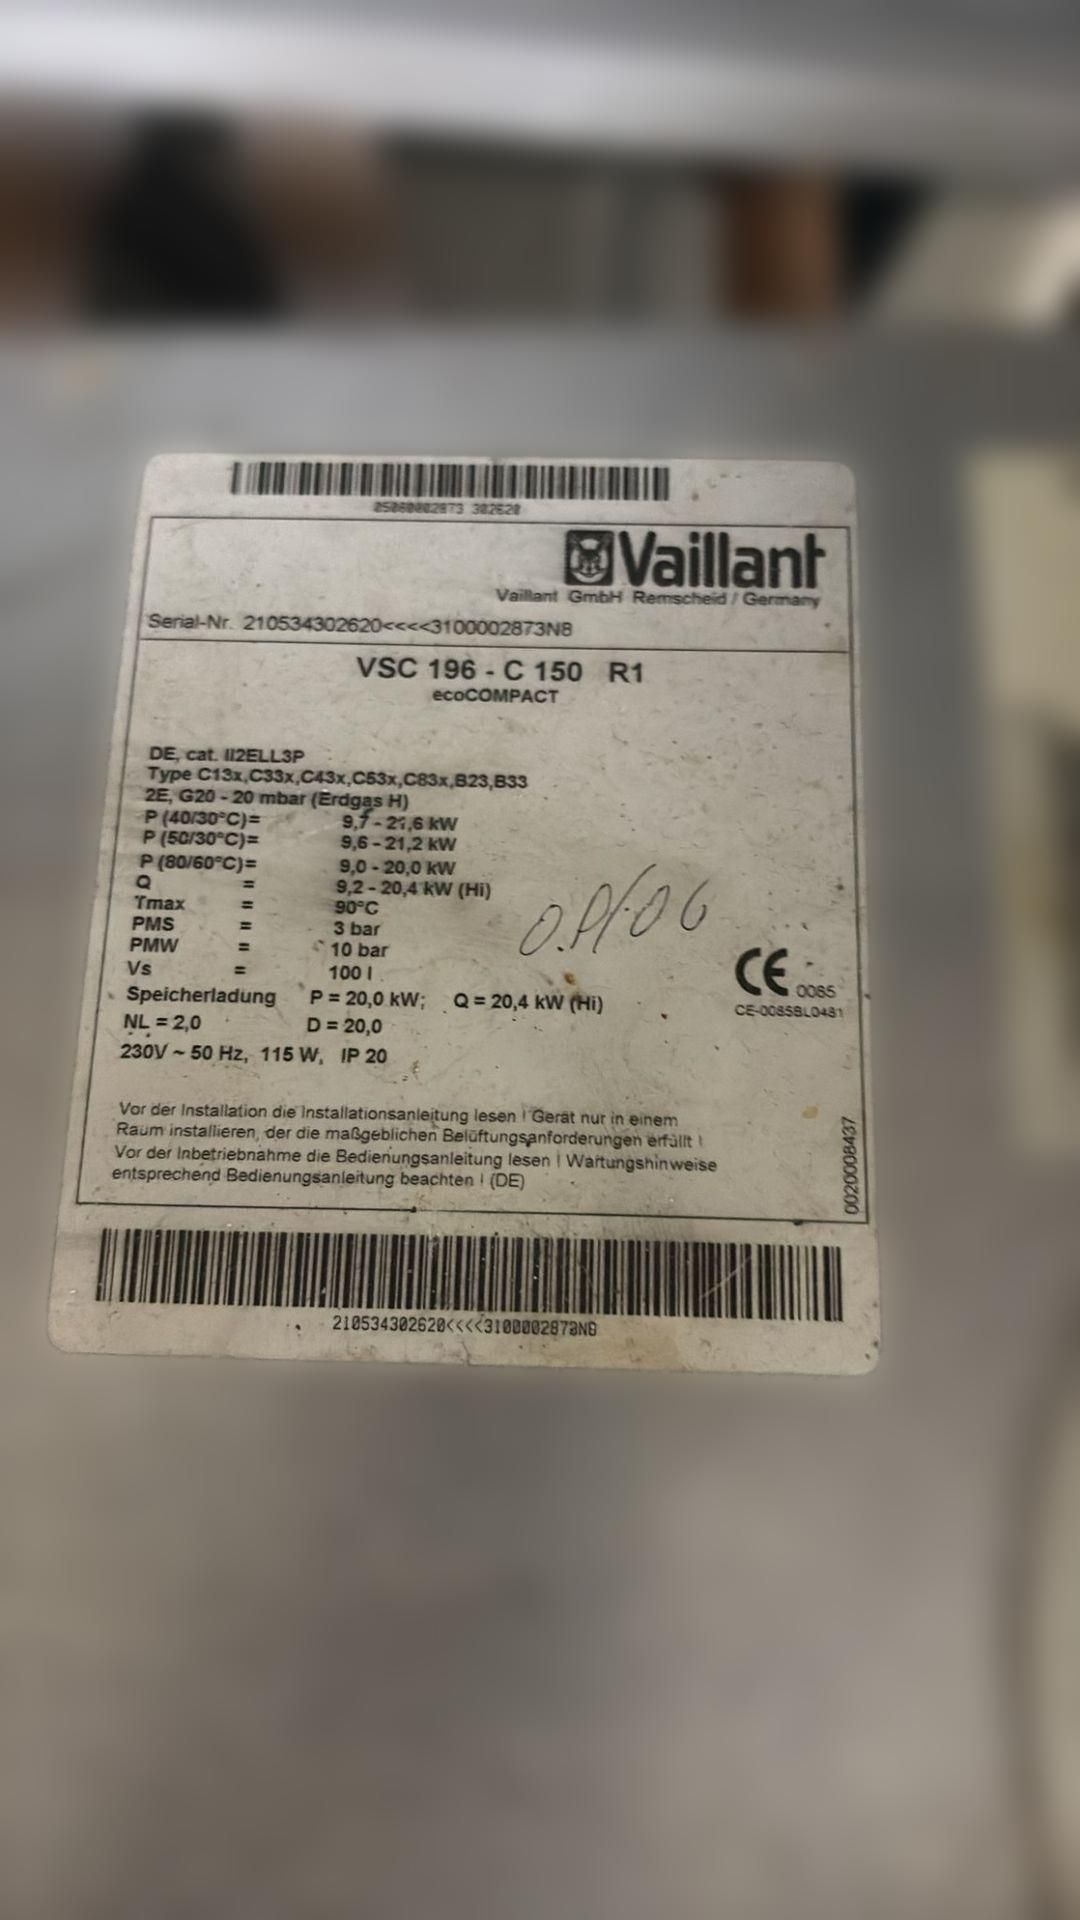 302620
Vaillant
Vaillant GmbH Remscheid / Germany
Serial-Nr. 210534302620<<<<3100002873N8
VSC 196 - C 150 R1
ecoCOMPACT
DE, cat. II2ELL3P
Type C13x,C33x,C43x,C53x,C83x,B23,B33
2E, G20 - 20 mbar (Erdgas H)
P (40/30°C)= 9,7 - 21,6 kW
P (50/30°C)= 9,6 - 21,2 kW
P (80/60°C)= 9,0 - 20,0 kW
Q = 9,2 - 20,4 kW (Hi)
Tmax = 90°C
PMS = 3 bar
PMW = 10 bar
Vs = 100 l
Speicherladung P = 20,0 kW; Q = 20,4 kW (Hi)
NL = 2,0 D = 20,0
230V ~ 50 Hz, 115 W, IP 20
CE 0085
CE-0085BL0481
Vor der Installation die Installationsanleitung lesen ! Gerät nur in einem
Raum installieren, der die maßgeblichen Belüftungsanforderungen erfüllt !
Vor der Inbetriebnahme die Bedienungsanleitung lesen ! Wartungshinweise
entsprechend Bedienungsanleitung beachten ! (DE)
0020008437
210534302620<<<<3100002873N8